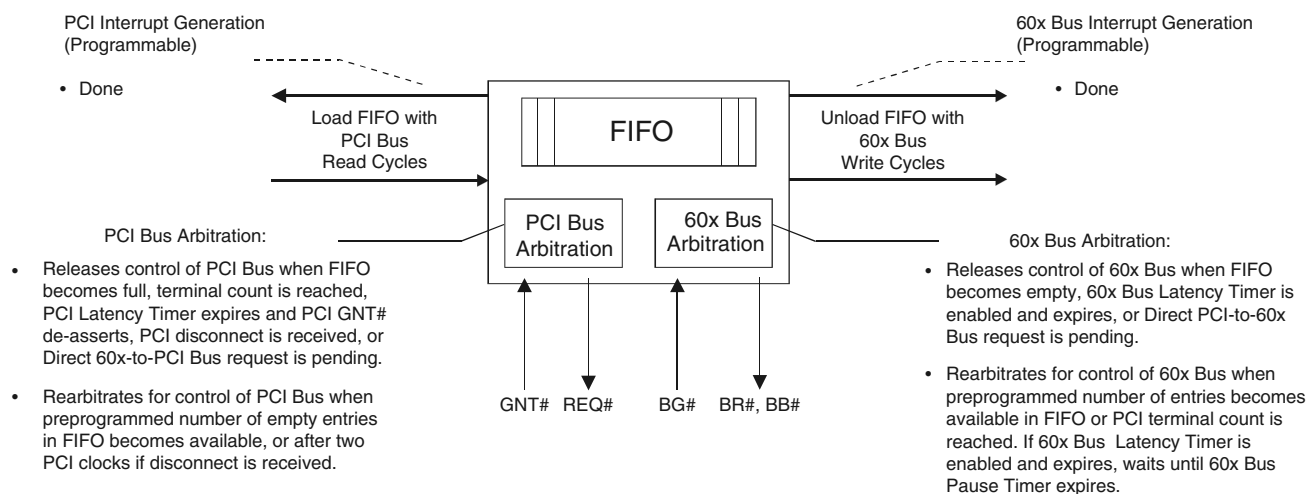 PCI Interrupt Generation
(Programmable)
• Done
Load FIFO with
PCI Bus
Read Cycles
FIFO
Unload FIFO with
60x Bus
Write Cycles
60x Bus Interrupt Generation
(Programmable)
• Done
PCI Bus
Arbitration
60x Bus
Arbitration
PCI Bus Arbitration:
• Releases control of PCI Bus when FIFO
becomes full, terminal count is reached,
PCI Latency Timer expires and PCI GNT#
de-asserts, PCI disconnect is received, or
Direct 60x-to-PCI Bus request is pending.
• Rearbitrates for control of PCI Bus when
preprogrammed number of empty entries
in FIFO becomes available, or after two
PCI clocks if disconnect is received.
GNT# REQ# BG# BR#, BB#
60x Bus Arbitration:
• Releases control of 60x Bus when FIFO
becomes empty, 60x Bus Latency Timer is
enabled and expires, or Direct PCI-to-60x
Bus request is pending.
• Rearbitrates for control of 60x Bus when
preprogrammed number of entries becomes
available in FIFO or PCI terminal count is
reached. If 60x Bus Latency Timer is
enabled and expires, waits until 60x Bus
Pause Timer expires.